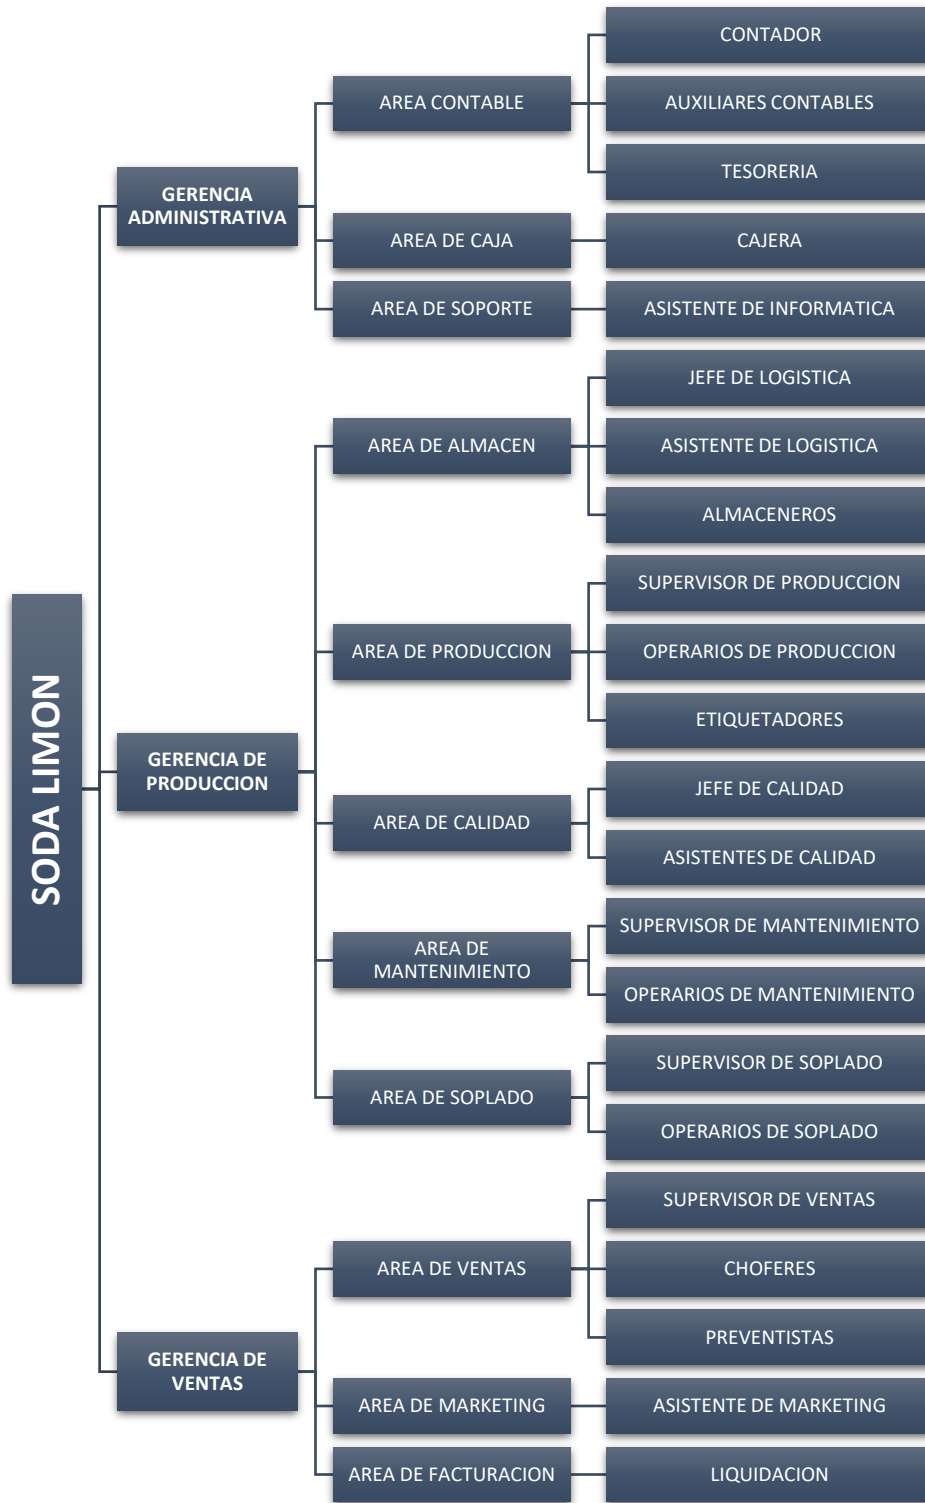 SODA LIMON
GERENCIA
ADMINISTRATIVA
AREA CONTABLE
CONTADOR
AUXILIARES CONTABLES
TESORERIA
AREA DE CAJA
CAJERA
AREA DE SOPORTE
ASISTENTE DE INFORMATICA
GERENCIA DE
PRODUCCION
AREA DE ALMACEN
JEFE DE LOGISTICA
ASISTENTE DE LOGISTICA
ALMACENEROS
AREA DE PRODUCCION
SUPERVISOR DE PRODUCCION
OPERARIOS DE PRODUCCION
ETIQUETADORES
AREA DE CALIDAD
JEFE DE CALIDAD
ASISTENTES DE CALIDAD
AREA DE
MANTENIMIENTO
SUPERVISOR DE MANTENIMIENTO
OPERARIOS DE MANTENIMIENTO
AREA DE SOPLADO
SUPERVISOR DE SOPLADO
OPERARIOS DE SOPLADO
GERENCIA DE
VENTAS
AREA DE VENTAS
SUPERVISOR DE VENTAS
CHOFERES
PREVENTISTAS
AREA DE MARKETING
ASISTENTE DE MARKETING
AREA DE FACTURACION
LIQUIDACION